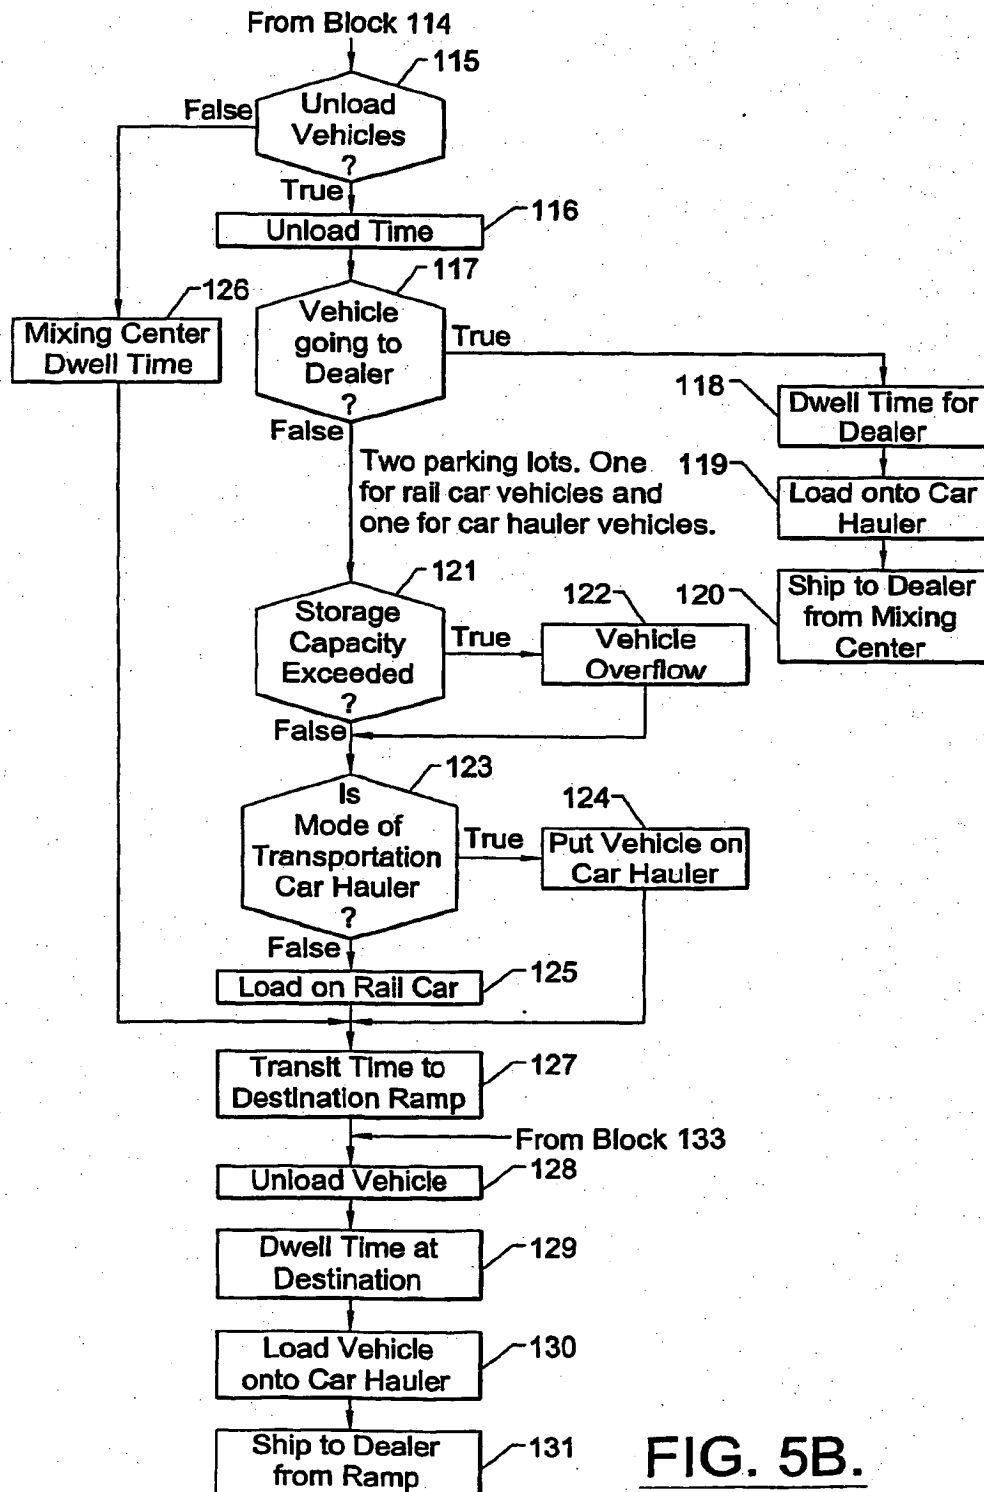 From Block 114
115
False
Unload
Vehicles
?
True
116
Unload Time
117
126
Mixing Center
Dwell Time
Vehicle
going to
Dealer
?
True
False
118
Dwell Time for
Dealer
Two parking lots. One
for rail car vehicles and
one for car hauler vehicles.
119
Load onto Car
Hauler
120
Ship to Dealer
from Mixing
Center
121
Storage
Capacity
Exceeded
?
True
122
Vehicle
Overflow
False
123
Is
Mode of
Transportation
Car Hauler
?
True
124
Put Vehicle on
Car Hauler
False
125
Load on Rail Car
Transit Time to
Destination Ramp
127
From Block 133
Unload Vehicle
128
Dwell Time at
Destination
129
Load Vehicle
onto Car Hauler
130
Ship to Dealer
from Ramp
131
FIG. 5B.